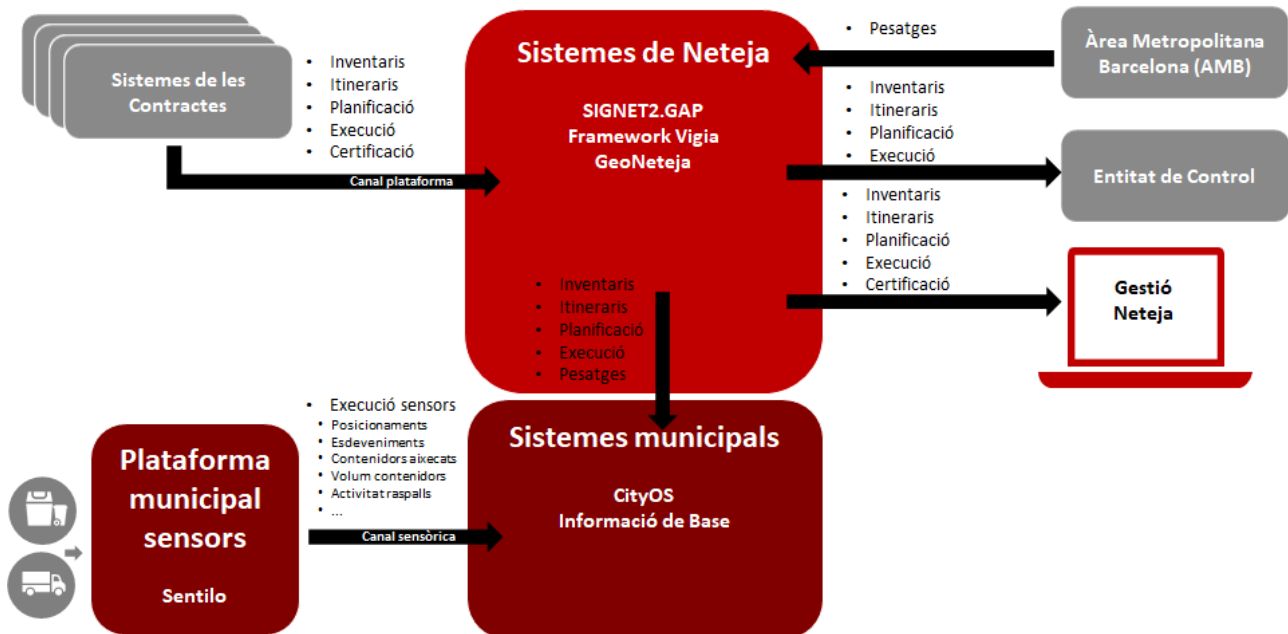 Sistemes de les
Contractes
• Inventaris
• Itineraris
• Planificació
• Execució
• Certificació
Canal plataforma
Sistemes de Neteja
SIGNET2.GAP
Framework Vigia
GeoNeteja
• Pesatges
Àrea Metropolitana
Barcelona (AMB)
• Inventaris
• Itineraris
• Planificació
• Execució
Entitat de Control
• Inventaris
• Itineraris
• Planificació
• Execució
• Certificació
Gestió
Neteja
• Inventaris
• Itineraris
• Planificació
• Execució
• Pesatges
Plataforma
municipal
sensors
Sentilo
• Execució sensors
• Posicionaments
• Esdeveniments
• Contenidors aixecats
• Volum contenidors
• Activitat raspalls
• ...
Canal sensòrica
Sistemes municipals
CityOS
Informació de Base